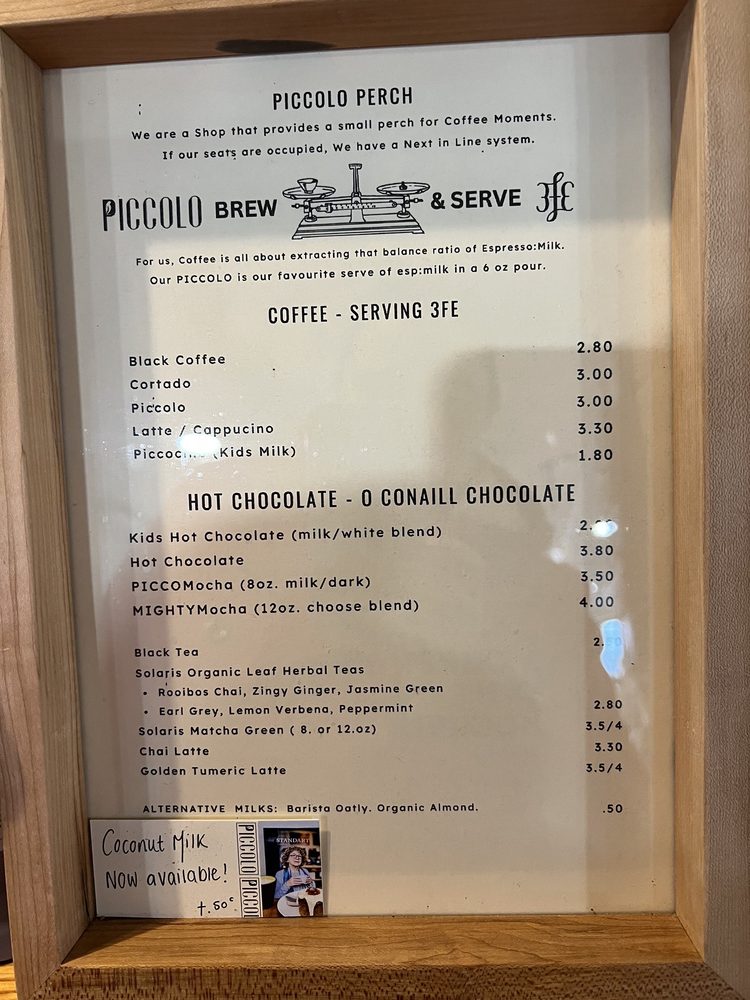 PICCOLO PERCH
We are a Shop that provides a small perch for Coffee Moments.
If our seats are occupied, We have a Next in Line system.
PICCOLO BREW & SERVE 3fE
For us, Coffee is all about extracting that balance ratio of Espresso:Milk.
Our PICCOLO is our favourite serve of esp:milk in a 6 oz pour.
COFFEE - SERVING 3FE
Black Coffee 2.80
Cortado 3.00
Piccolo 3.00
Latte / Cappucino 3.30
(Kids Milk) 1.80
HOT CHOCOLATE - O CONAILL CHOCOLATE
Kids Hot Chocolate (milk/white blend)
Hot Chocolate 3.80
PICCOMocha (8oz. milk/dark) 3.50
MIGHTYMocha (12oz. choose blend) 4.00
Black Tea
Solaris Organic Leaf Herbal Teas
• Rooibos Chai, Zingy Ginger, Jasmine Green
• Earl Grey, Lemon Verbena, Peppermint 2.80
Solaris Matcha Green ( 8. or 12.oz) 3.5/4
Chai Latte 3.30
Golden Tumeric Latte 3.5/4
ALTERNATIVE MILKS: Barista Oatly. Organic Almond. .50
Coconut Milk
Now available!
+.50c
PICCOLO PICCO
STANDART